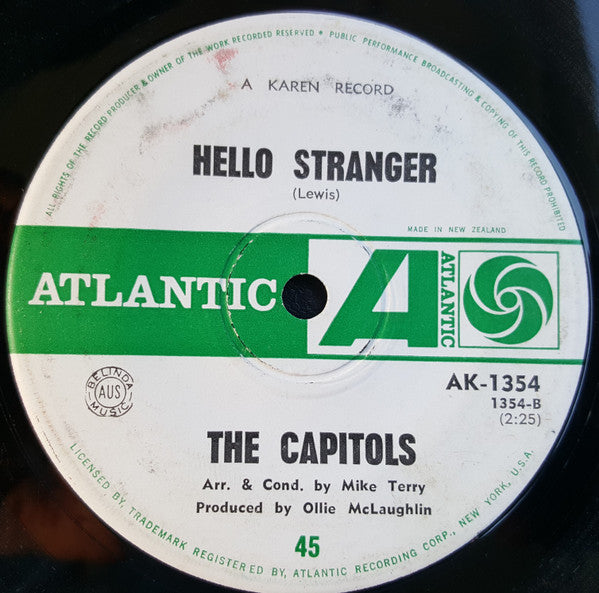 ALL RIGHTS OF THE RECORD PRODUCER & OWNER OF THE WORK RECORDED RESERVED • PUBLIC PERFORMANCE BROADCASTING & COPYING OF THIS RECORD PROHIBITED
A KAREN RECORD
HELLO STRANGER
(Lewis)
MADE IN NEW ZEALAND
ATLANTIC
A
ATLANTIC
AK-1354
1354-B
(2:25)
BELINDA
AUS
MUSIC
THE CAPITOLS
Arr. & Cond. by Mike Terry
Produced by Ollie McLaughlin
45
LICENSED BY, TRADEMARK REGISTERED BY, ATLANTIC RECORDING CORP., NEW YORK, U.S.A.